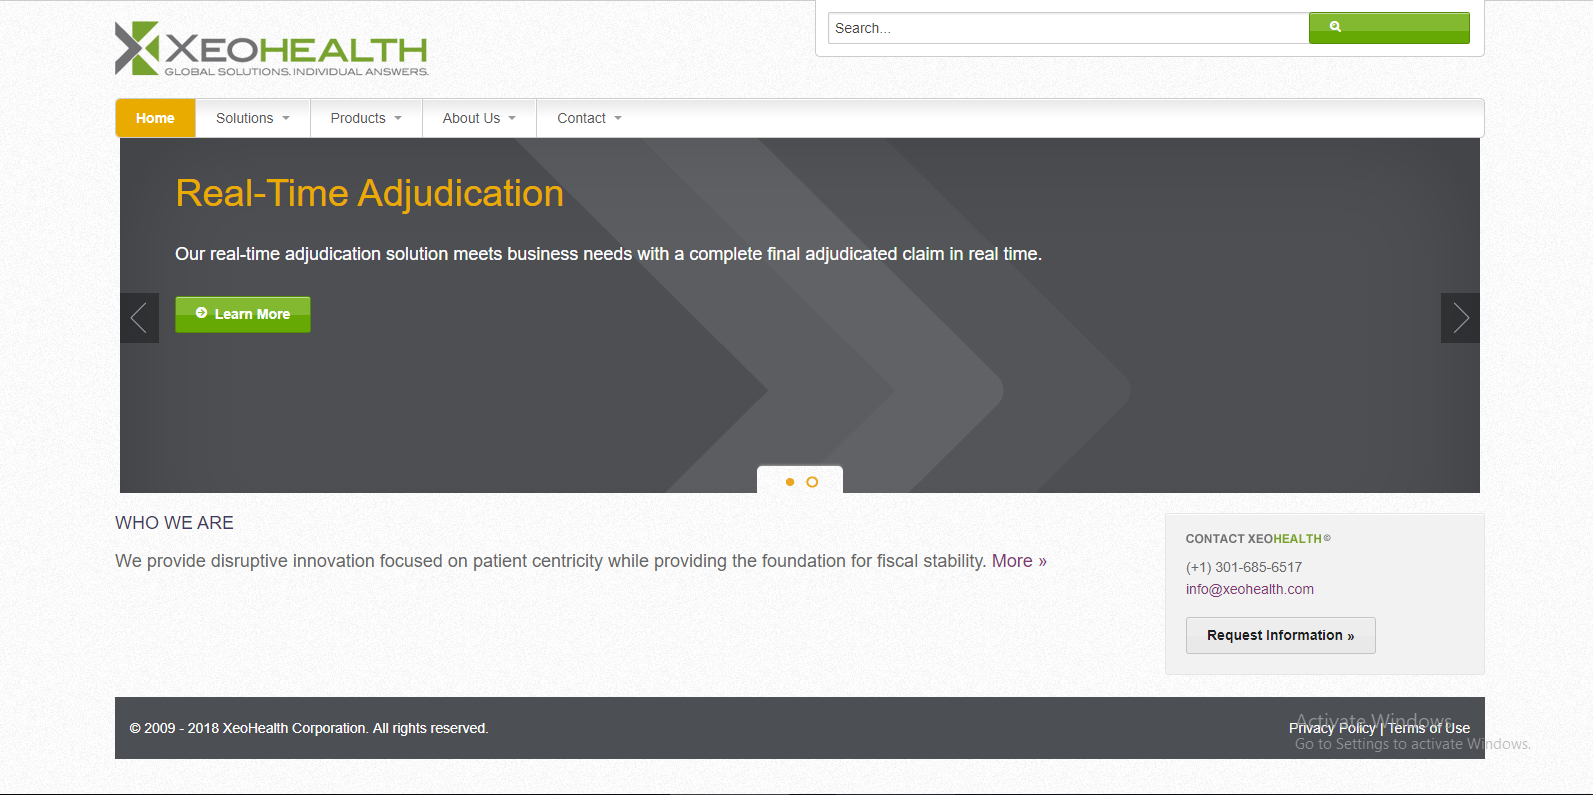 XEOHEALTH
GLOBAL SOLUTIONS. INDIVIDUAL ANSWERS.
Search...
Home
Solutions
Products
About Us
Contact
Real-Time Adjudication
Our real-time adjudication solution meets business needs with a complete final adjudicated claim in real time.
Learn More
WHO WE ARE
We provide disruptive innovation focused on patient centricity while providing the foundation for fiscal stability. More »
CONTACT XEOHEALTH©
(+1) 301-685-6517
info@xeohealth.com
Request Information »
© 2009 - 2018 XeoHealth Corporation. All rights reserved.
Privacy Policy | Terms of Use
Activate Windows
Go to Settings to activate Windows.